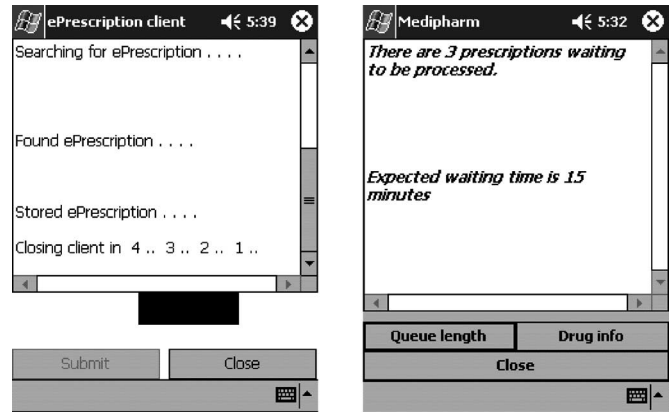 ePrescription client 5:39
Searching for ePrescription . . . .
Found ePrescription . . . .
Stored ePrescription . . . .
Closing client in 4 .. 3 .. 2 .. 1 ..
Submit Close
Medipharm 5:32
There are 3 prescriptions waiting
to be processed.
Expected waiting time is 15
minutes
Queue length Drug info
Close